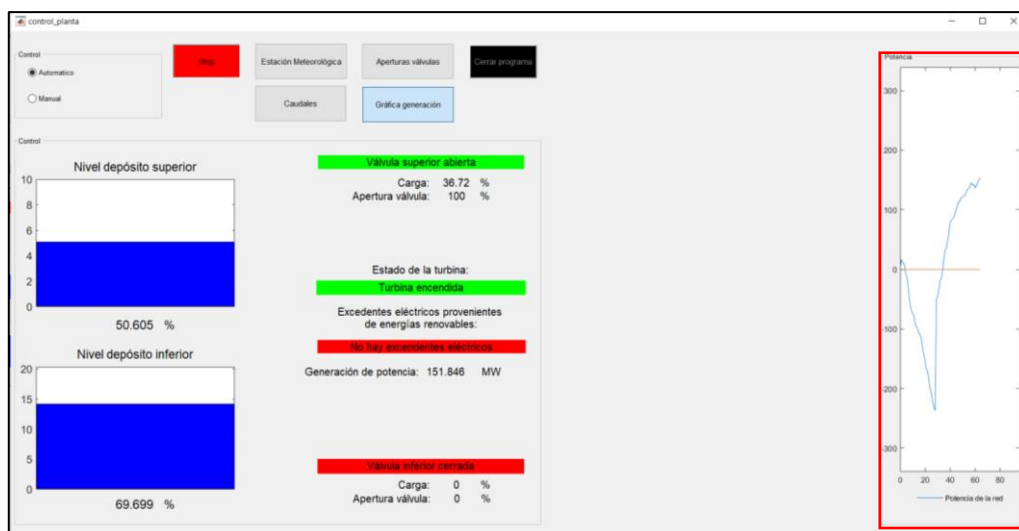 control_planta
Control
Automatico
Manual
Stop
Estación Meteorológica
Aperturas válvulas
Cerrar programa
Caudales
Gráfica generación
Control
Nivel depósito superior
10
8
6
4
2
0
50.605 %
Nivel depósito inferior
20
15
10
5
0
69.699 %
Válvula superior abierta
Carga: 36.72 %
Apertura válvula: 100 %
Estado de la turbina:
Turbina encendida
Excedentes eléctricos provenientes
de energías renovables:
No hay excendentes eléctricos
Generación de potencia: 151.846 MW
Válvula inferior cerrada
Carga: 0 %
Apertura válvula: 0 %
Potencia
300
200
100
0
-100
-200
-300
0 20 40 60 80
Potencia de la red